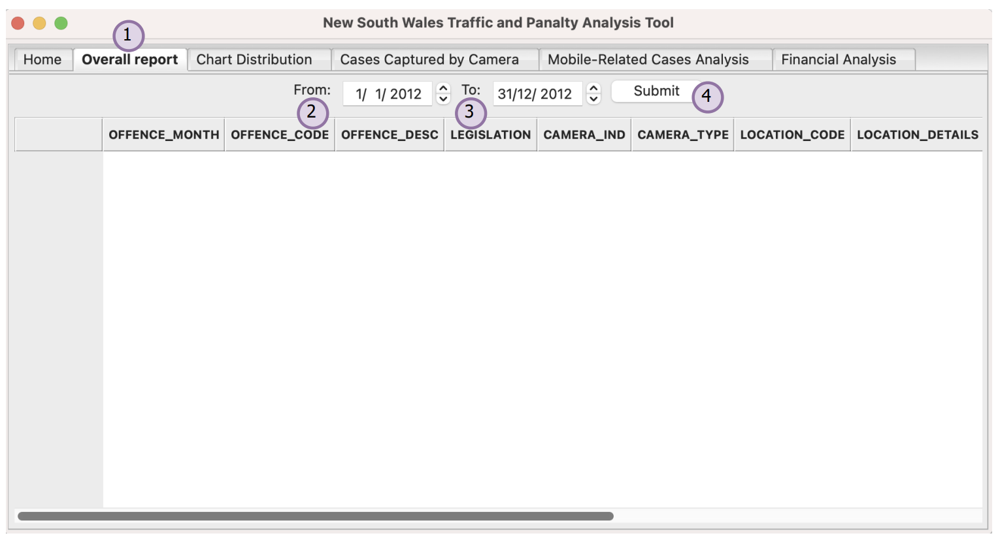 New South Wales Traffic and Panalty Analysis Tool
1
Home Overall report Chart Distribution Cases Captured by Camera Mobile-Related Cases Analysis Financial Analysis
From: 1/ 1/ 2012 To: 31/12/ 2012 Submit 4
2 3
OFFENCE_MONTH OFFENCE_CODE OFFENCE_DESC LEGISLATION CAMERA_IND CAMERA_TYPE LOCATION_CODE LOCATION_DETAILS